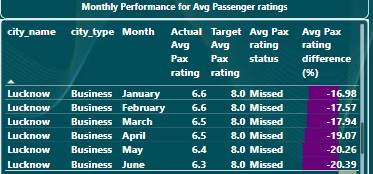 Monthly Performance for Avg Passenger ratings
city_name city_type Month Actual Avg Pax rating Target Avg Pax rating Avg Pax rating status Avg Pax rating difference (%)
Lucknow Business January 6.6 8.0 Missed -16.98
Lucknow Business February 6.6 8.0 Missed -17.57
Lucknow Business March 6.5 8.0 Missed -17.94
Lucknow Business April 6.5 8.0 Missed -19.07
Lucknow Business May 6.4 8.0 Missed -20.26
Lucknow Business June 6.3 8.0 Missed -20.39